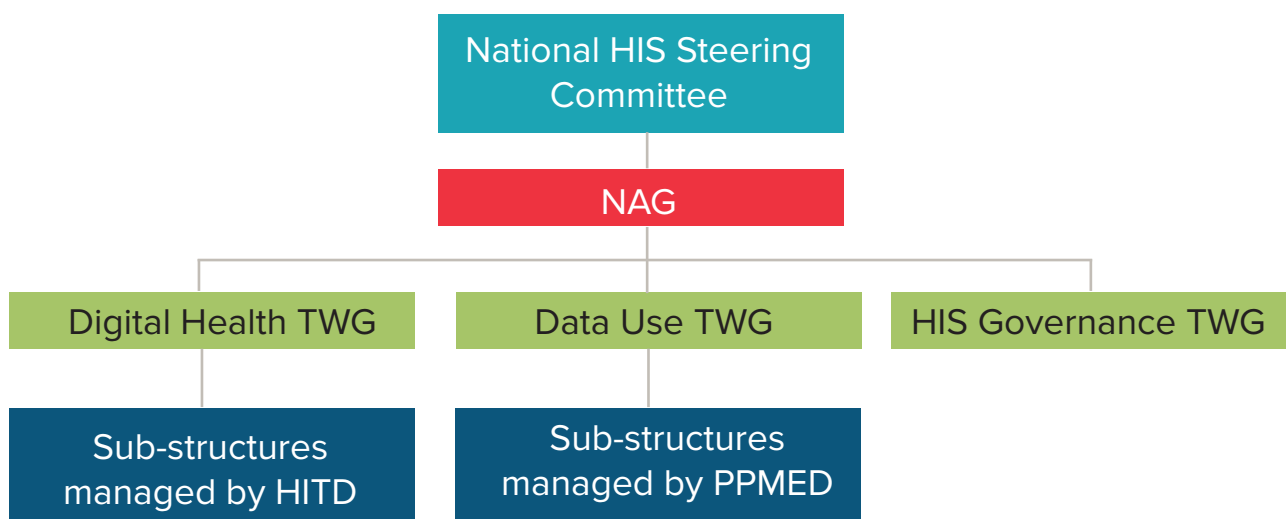 National HIS Steering
Committee
NAG
Digital Health TWG
Data Use TWG
HIS Governance TWG
Sub-structures
managed by HITD
Sub-structures
managed by PPMED